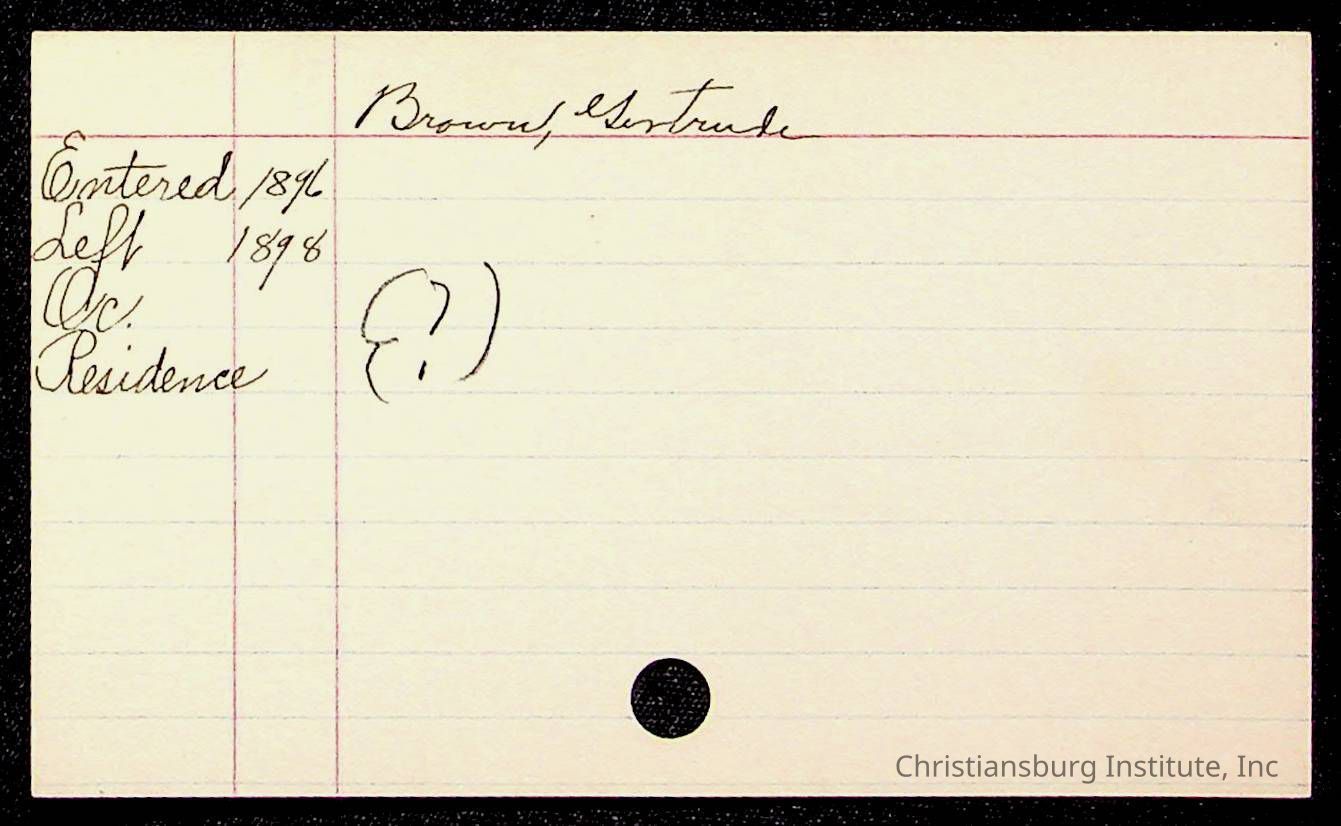 Brown, Gertrude
Entered 1896
Left 1898
Oc.
Residence (?)
Christiansburg Institute, Inc